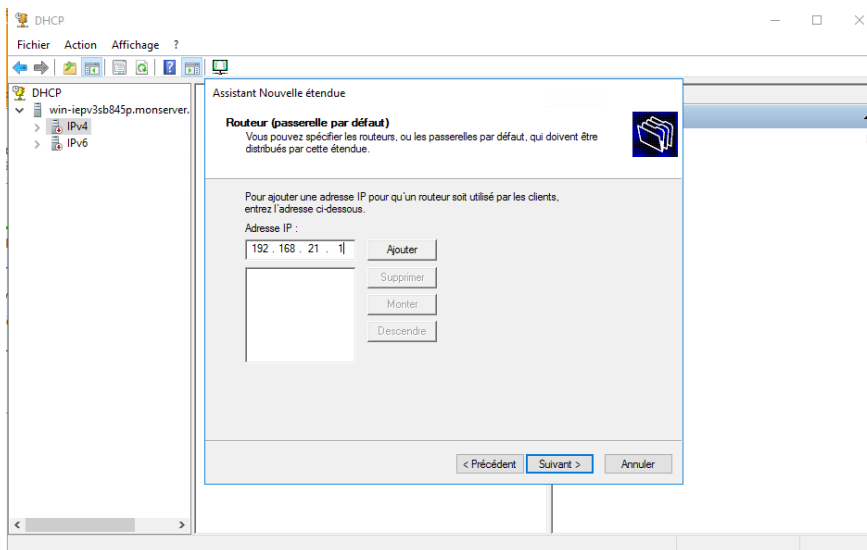 DHCP
Fichier Action Affichage ?
DHCP
win-iepv3sb845p.monserver.
IPv4
IPv6
Assistant Nouvelle étendue
Routeur (passerelle par défaut)
Vous pouvez spécifier les routeurs, ou les passerelles par défaut, qui doivent être
distribués par cette étendue.
Pour ajouter une adresse IP pour qu'un routeur soit utilisé par les clients,
entrez l'adresse ci-dessous.
Adresse IP :
192 . 168 . 21 . 1
Ajouter
Supprimer
Monter
Descendre
< Précédent Suivant > Annuler